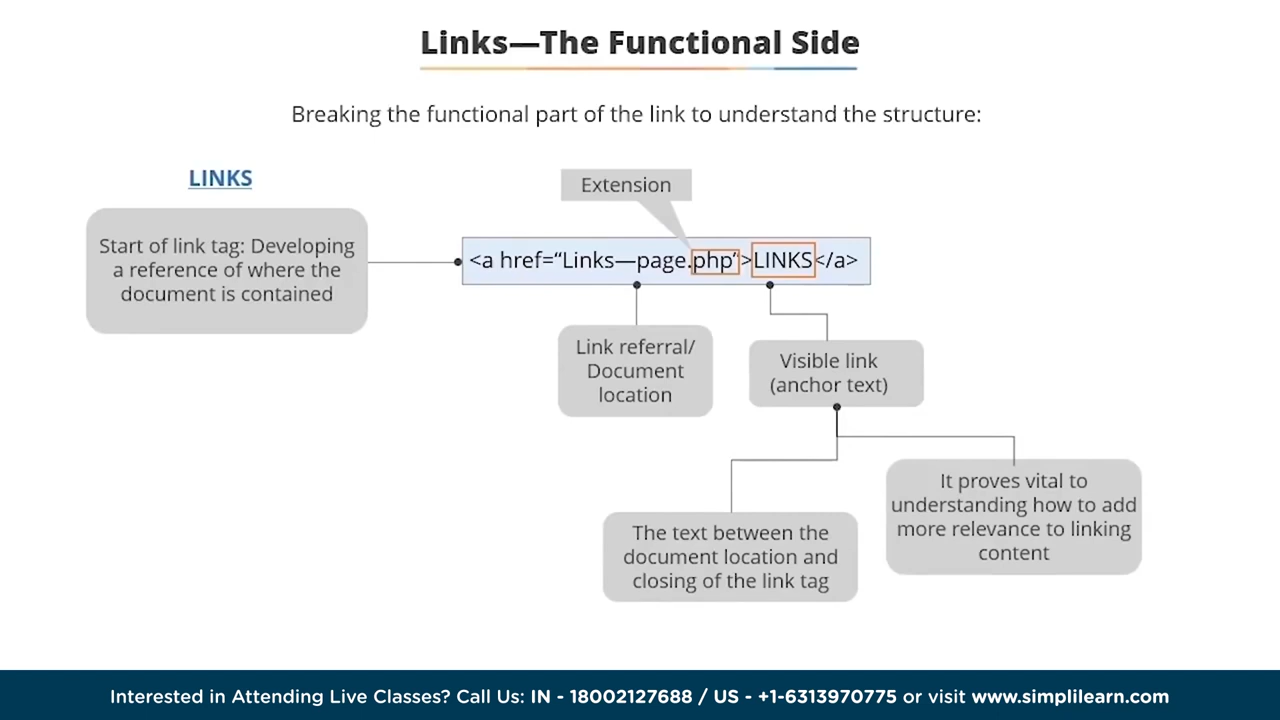 Links—The Functional Side
Breaking the functional part of the link to understand the structure:
LINKS
Extension
Start of link tag: Developing
a reference of where the
document is contained
<a href=“Links—page.php‘>LINKS</a>
Link referral/
Document
location
Visible link
(anchor text)
The text between the
document location and
closing of the link tag
It proves vital to
understanding how to add
more relevance to linking
content
Interested in Attending Live Classes? Call Us: IN - 18002127688 / US - +1-6313970775 or visit www.simplilearn.com